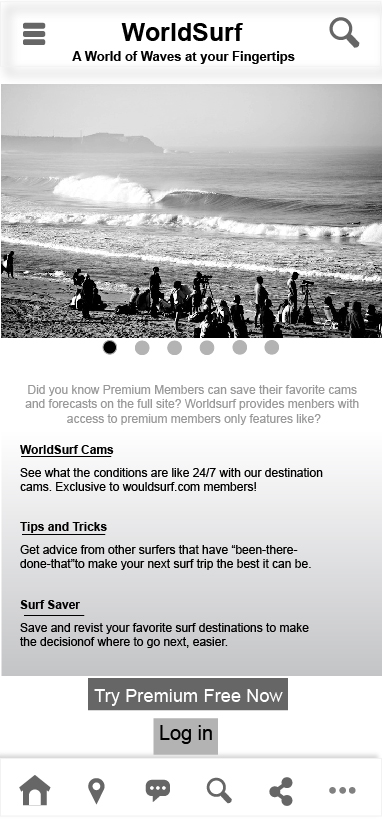 WorldSurf
A World of Waves at your Fingertips
Did you know Premium Members can save their favorite cams
and forecasts on the full site? Worldsurf provides menbers with
access to premium members only features like?
WorldSurf Cams
See what the conditions are like 24/7 with our destination
cams. Exclusive to wouldsurf.com members!
Tips and Tricks
Get advice from other surfers that have “been-there-
done-that”to make your next surf trip the best it can be.
Surf Saver
Save and revist your favorite surf destinations to make
the decisionof where to go next, easier.
Try Premium Free Now
Log in